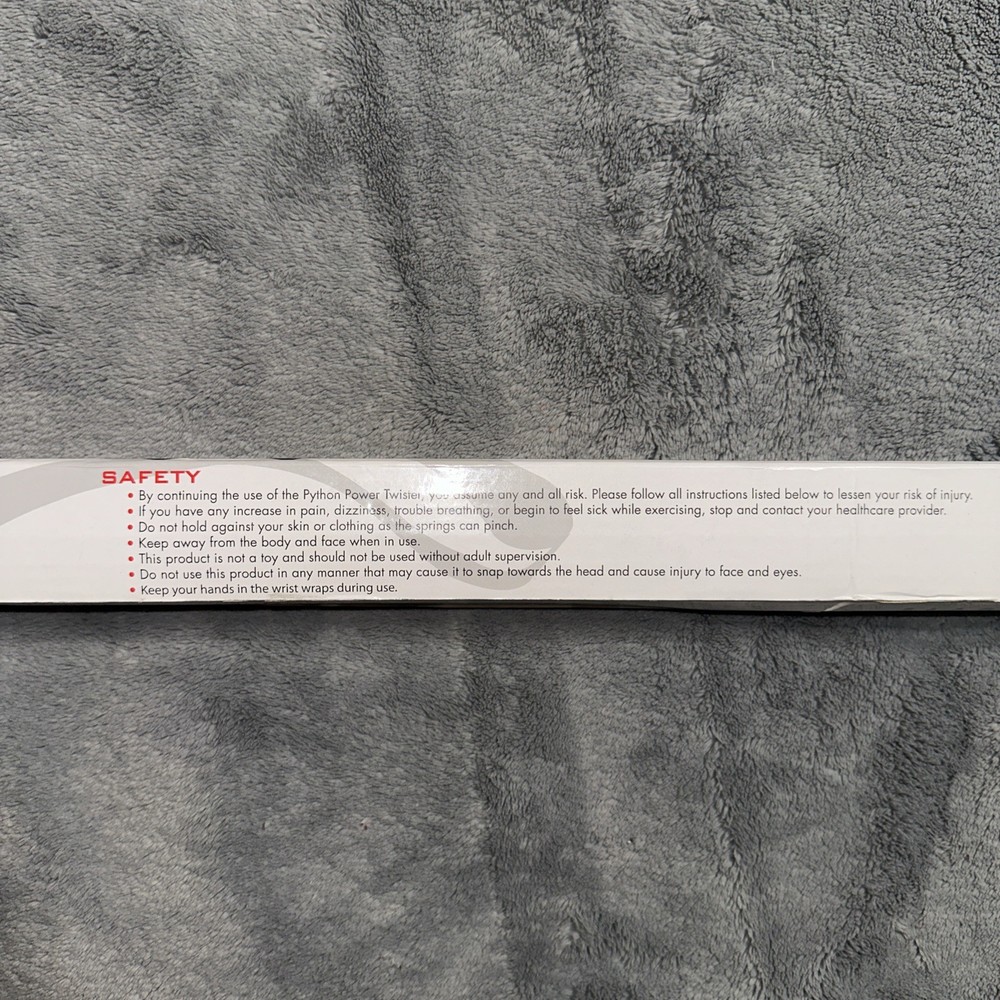 SAFETY
• By continuing the use of the Python Power Twister, you assume any and all risk. Please follow all instructions listed below to lessen your risk of injury.
• If you have any increase in pain, dizziness, trouble breathing, or begin to feel sick while exercising, stop and contact your healthcare provider.
• Do not hold against your skin or clothing as the springs can pinch.
• Keep away from the body and face when in use.
• This product is not a toy and should not be used without adult supervision.
• Do not use this product in any manner that may cause it to snap towards the head and cause injury to face and eyes.
• Keep your hands in the wrist wraps during use.